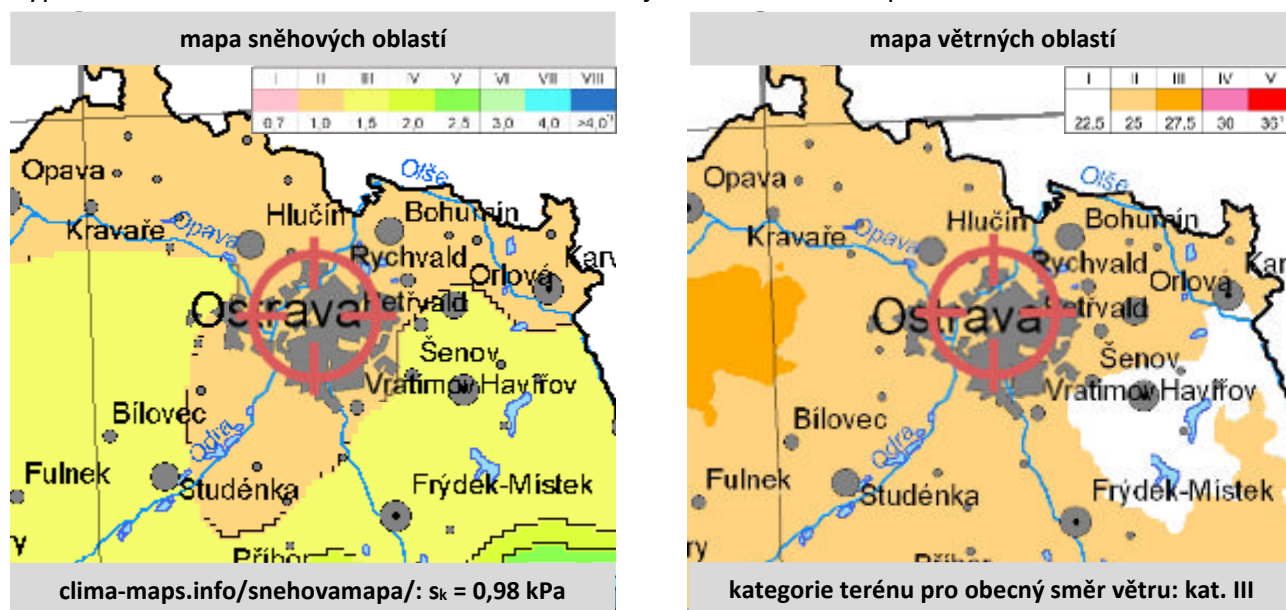 mapa sněhových oblastí
I II III IV V VI VII VIII
0,7 1,0 1,5 2,0 2,5 3,0 4,0 >4,0
Opava
Olše
Hlučín
Bohumín
Kravaře
Opava
Rychvald
Orlová
Ostrava
Šenov
Vratimov Havířov
Bílovec
Odra
Fulnek
Studénka
Frýdek-Místek
Příbor
clima-maps.info/snehovamapa/: sk = 0,98 kPa
mapa větrných oblastí
I II III IV V
22,5 25 27,5 30 36
Opava
Olše
Hlučín
Bohumín
Kravaře
Opava
Rychvald
Orlová
Ostrava
Šenov
Vratimov Havířov
Bílovec
Odra
Fulnek
Studénka
Frýdek-Místek
kategorie terénu pro obecný směr větru: kat. III